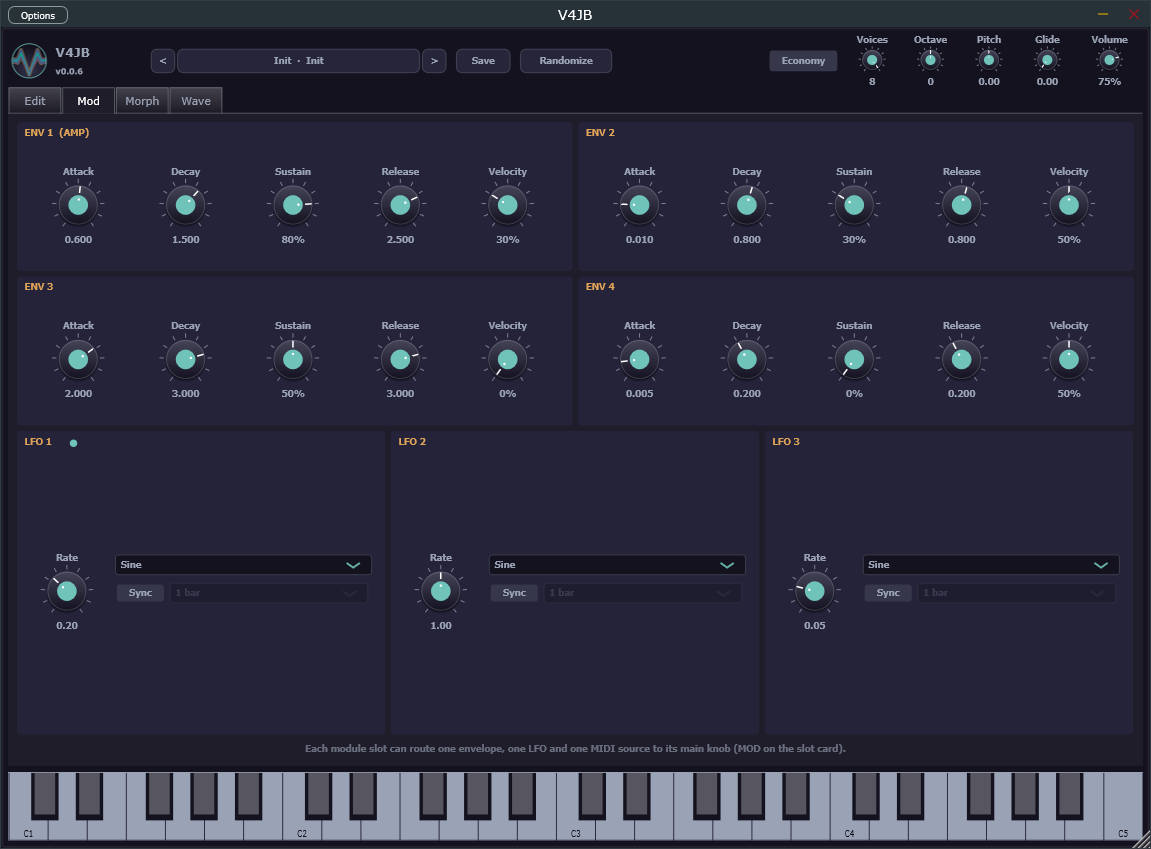 Options
V4JB
V4JB
v0.0.6
<
Init · Init
>
Save
Randomize
Economy
Voices Octave Pitch Glide Volume
8 0 0.00 0.00 75%
Edit Mod Morph Wave
ENV 1 (AMP)
Attack Decay Sustain Release Velocity
0.600 1.500 80% 2.500 30%
ENV 2
Attack Decay Sustain Release Velocity
0.010 0.800 30% 0.800 50%
ENV 3
Attack Decay Sustain Release Velocity
2.000 3.000 50% 3.000 0%
ENV 4
Attack Decay Sustain Release Velocity
0.005 0.200 0% 0.200 50%
LFO 1
Rate
Sine
Sync 1 bar
0.20
LFO 2
Rate
Sine
Sync 1 bar
1.00
LFO 3
Rate
Sine
Sync 1 bar
0.05
Each module slot can route one envelope, one LFO and one MIDI source to its main knob (MOD on the slot card).
C1 C2 C3 C4 C5